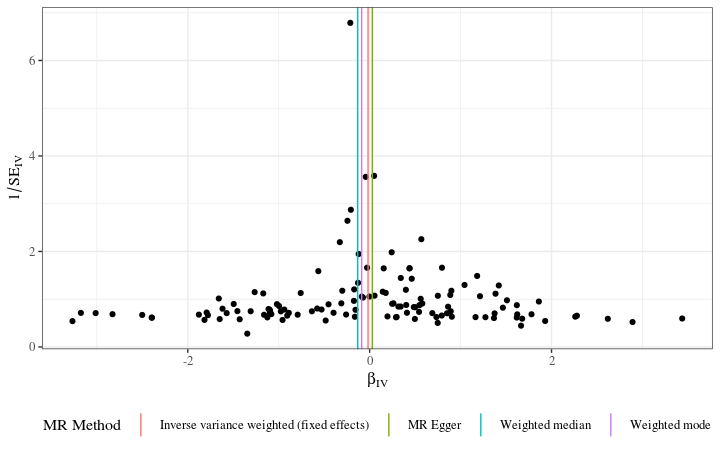 6
4
2
0
1/SE_IV
-2
0
2
β_IV
MR Method
Inverse variance weighted (fixed effects)
MR Egger
Weighted median
Weighted mode